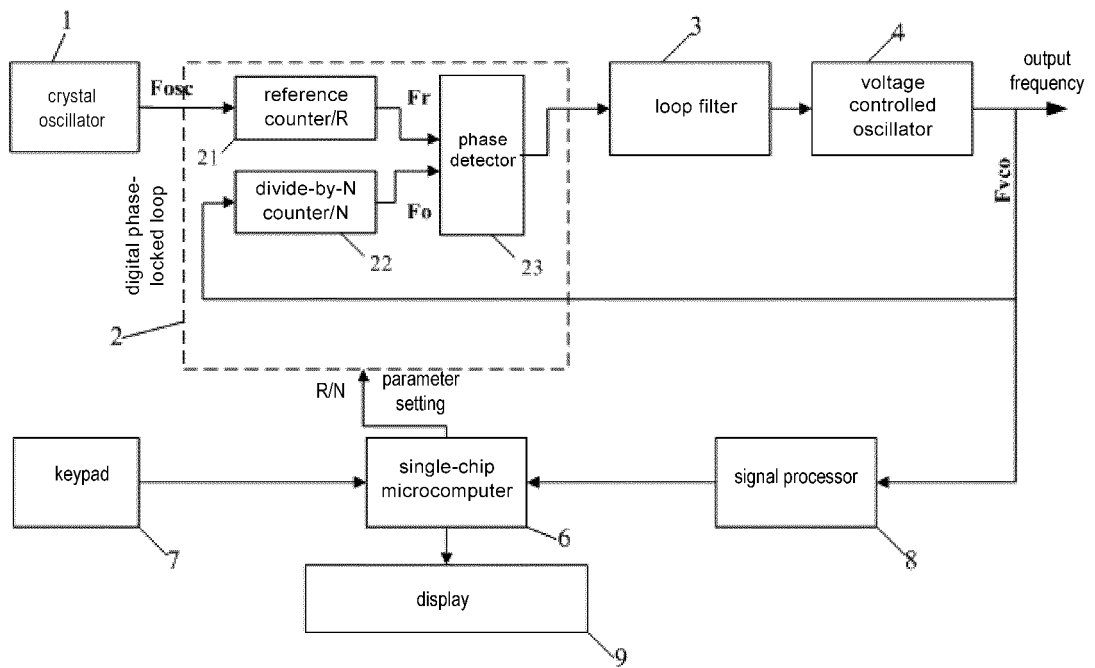 1
3
4
output
frequency
crystal
oscillator
Fosc
reference
counter/R
Fr
21
phase
detector
loop filter
voltage
controlled
oscillator
divide-by-N
counter/N
Fo
22
23
Fvco
digital phase-
locked loop
2
R/N
parameter
setting
keypad
single-chip
microcomputer
signal processor
7
6
8
display
9